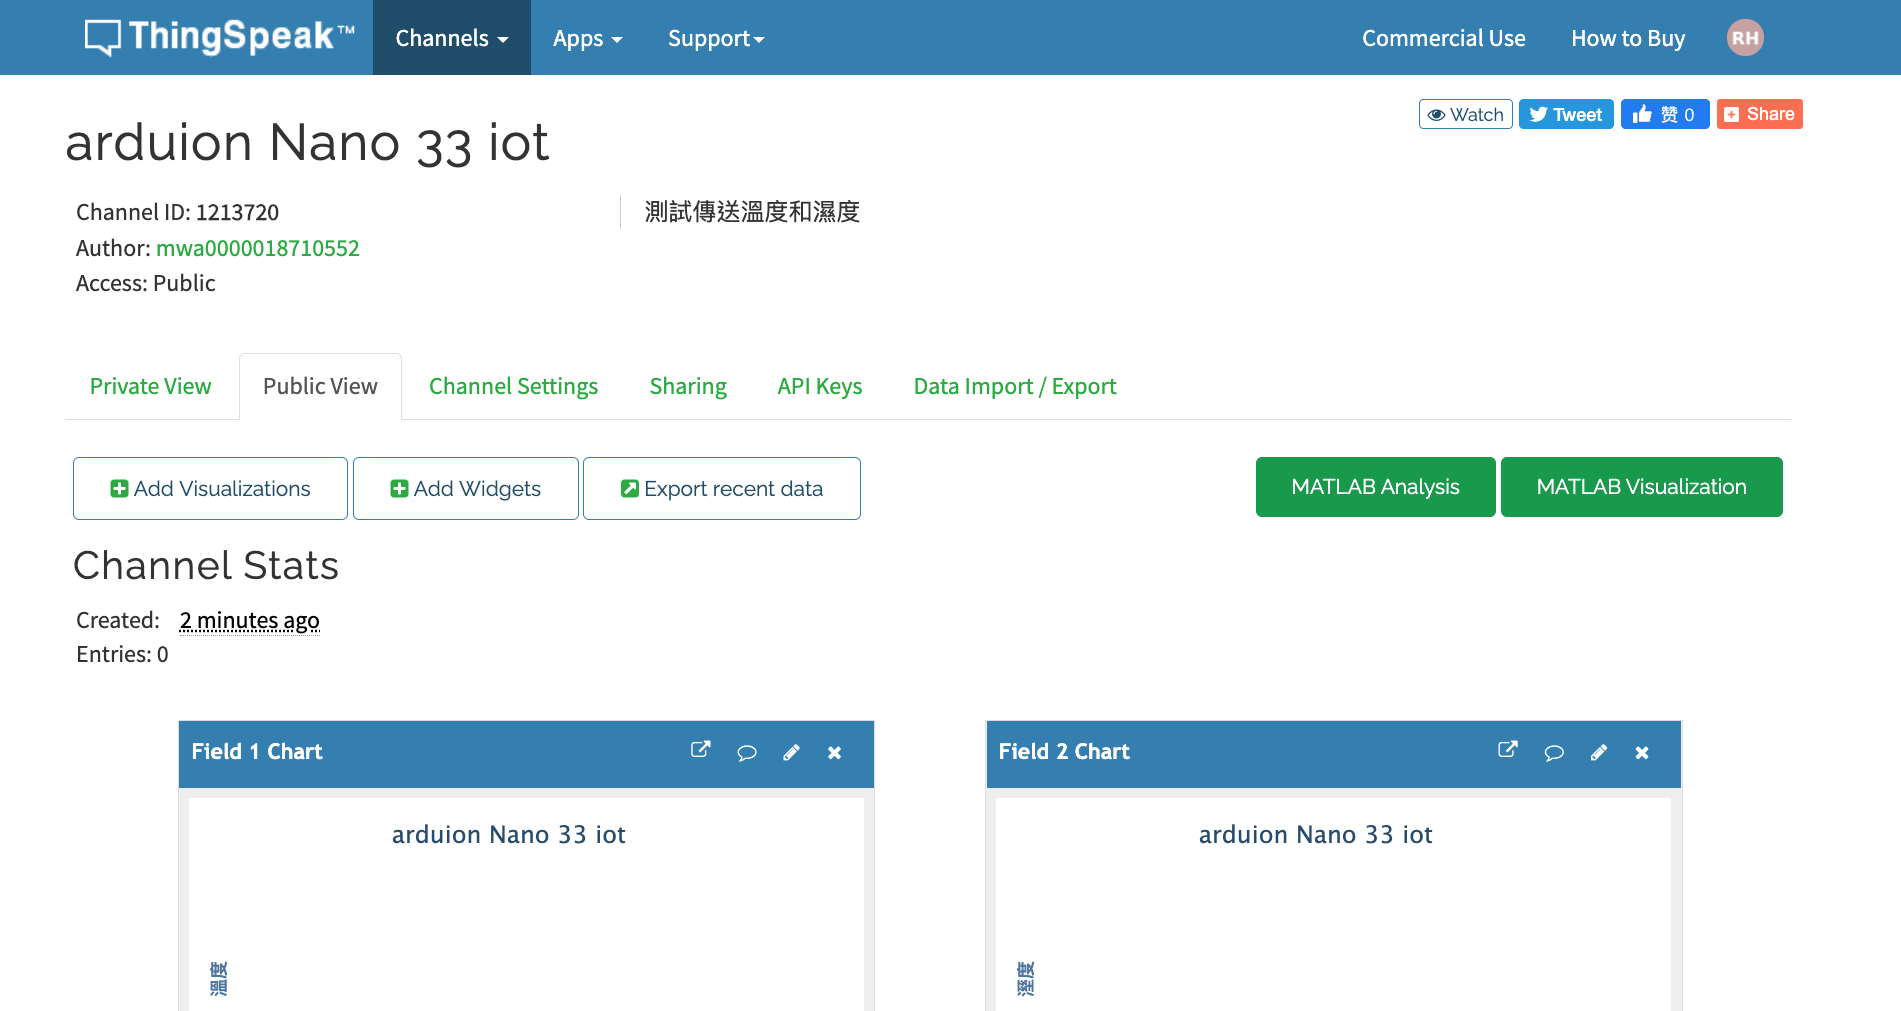 ThingSpeak™ Channels Apps Support Commercial Use How to Buy RH
Watch Tweet 赞 0 Share
arduion Nano 33 iot
Channel ID: 1213720
Author: mwa0000018710552
Access: Public
測試傳送溫度和濕度
Private View Public View Channel Settings Sharing API Keys Data Import / Export
Add Visualizations Add Widgets Export recent data MATLAB Analysis MATLAB Visualization
Channel Stats
Created: 2 minutes ago
Entries: 0
Field 1 Chart
arduion Nano 33 iot
溫度
Field 2 Chart
arduion Nano 33 iot
溼度